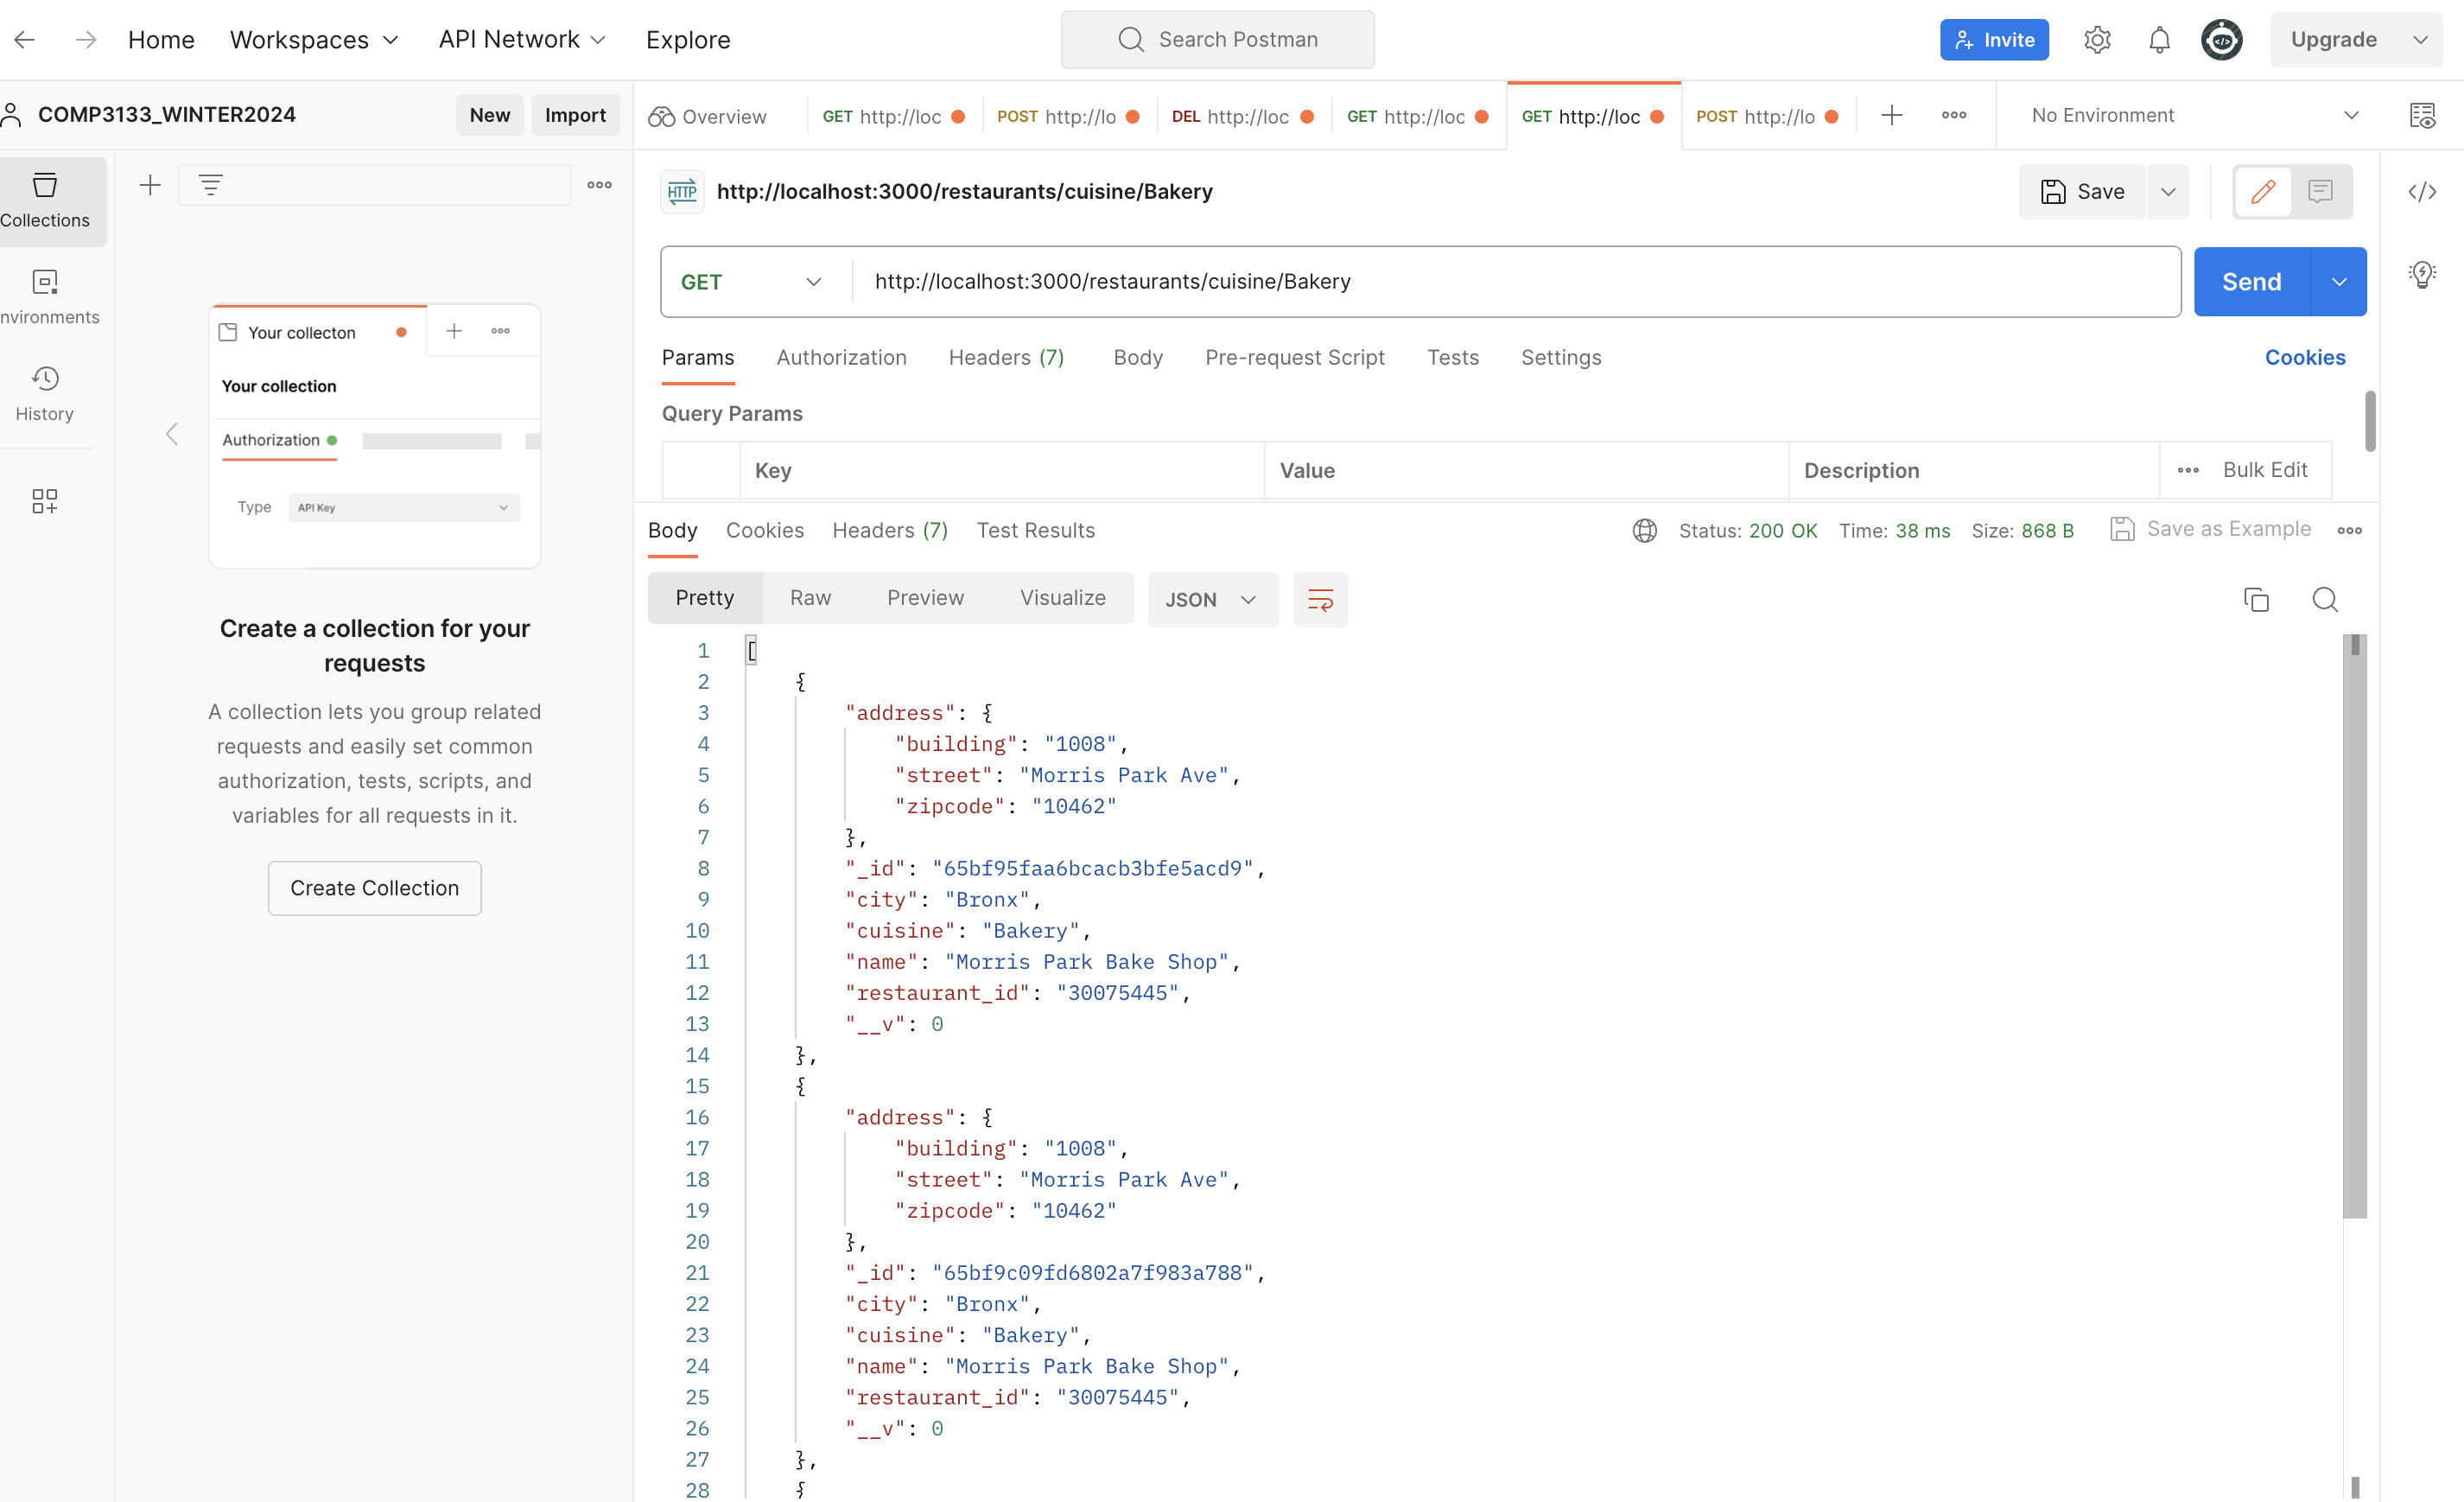 Home Workspaces API Network Explore Search Postman Invite Upgrade
COMP3133_WINTER2024 New Import Overview GET http://loc POST http://lo DEL http://loc GET http://loc GET http://loc POST http://lo No Environment
Collections
nvironments
History
Your collecton
Your collection
Authorization
Type API Key
Create a collection for your
requests
A collection lets you group related
requests and easily set common
authorization, tests, scripts, and
variables for all requests in it.
Create Collection
HTTP http://localhost:3000/restaurants/cuisine/Bakery Save
GET http://localhost:3000/restaurants/cuisine/Bakery Send
Params Authorization Headers (7) Body Pre-request Script Tests Settings Cookies
Query Params
Key Value Description Bulk Edit
Body Cookies Headers (7) Test Results Status: 200 OK Time: 38 ms Size: 868 B Save as Example
Pretty Raw Preview Visualize JSON
1 [
2 {
3 "address": {
4 "building": "1008",
5 "street": "Morris Park Ave",
6 "zipcode": "10462"
7 },
8 "_id": "65bf95faa6bcacb3bfe5acd9",
9 "city": "Bronx",
10 "cuisine": "Bakery",
11 "name": "Morris Park Bake Shop",
12 "restaurant_id": "30075445",
13 "__v": 0
14 },
15 {
16 "address": {
17 "building": "1008",
18 "street": "Morris Park Ave",
19 "zipcode": "10462"
20 },
21 "_id": "65bf9c09fd6802a7f983a788",
22 "city": "Bronx",
23 "cuisine": "Bakery",
24 "name": "Morris Park Bake Shop",
25 "restaurant_id": "30075445",
26 "__v": 0
27 },
28 {